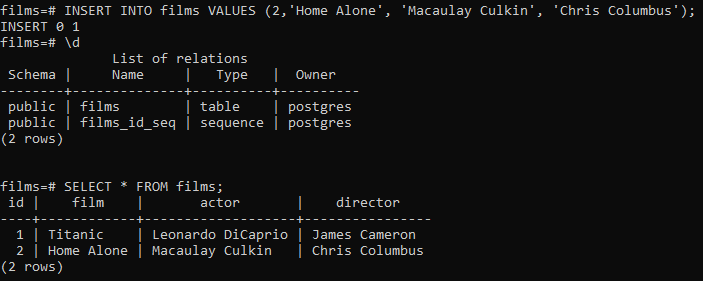 films=# INSERT INTO films VALUES (2,'Home Alone', 'Macaulay Culkin', 'Chris Columbus');
INSERT 0 1
films=# \d
              List of relations
 Schema |     Name     |   Type   |  Owner
--------+--------------+----------+----------
 public | films        | table    | postgres
 public | films_id_seq | sequence | postgres
(2 rows)


films=# SELECT * FROM films;
 id |    film    |       actor       |    director
----+------------+-------------------+----------------
  1 | Titanic    | Leonardo DiCaprio | James Cameron
  2 | Home Alone | Macaulay Culkin   | Chris Columbus
(2 rows)